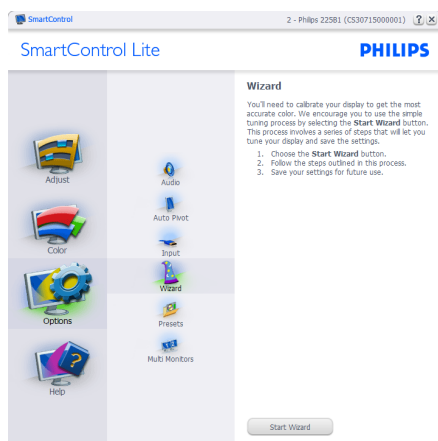 SmartControl
2 - Philips 225B1 (CS30715000001)
?
SmartControl Lite
PHILIPS
Adjust
Color
Options
Help
Audio
Auto Pivot
Input
Wizard
Presets
Multi Monitors
Wizard
You'll need to calibrate your display to get the most
accurate color. We encourage you to use the simple
tuning process by selecting the Start Wizard button.
This process involves a series of steps that will let you
tune your display and save the settings.
1. Choose the Start Wizard button.
2. Follow the steps outlined in this process.
3. Save your settings for future use.
Start Wizard